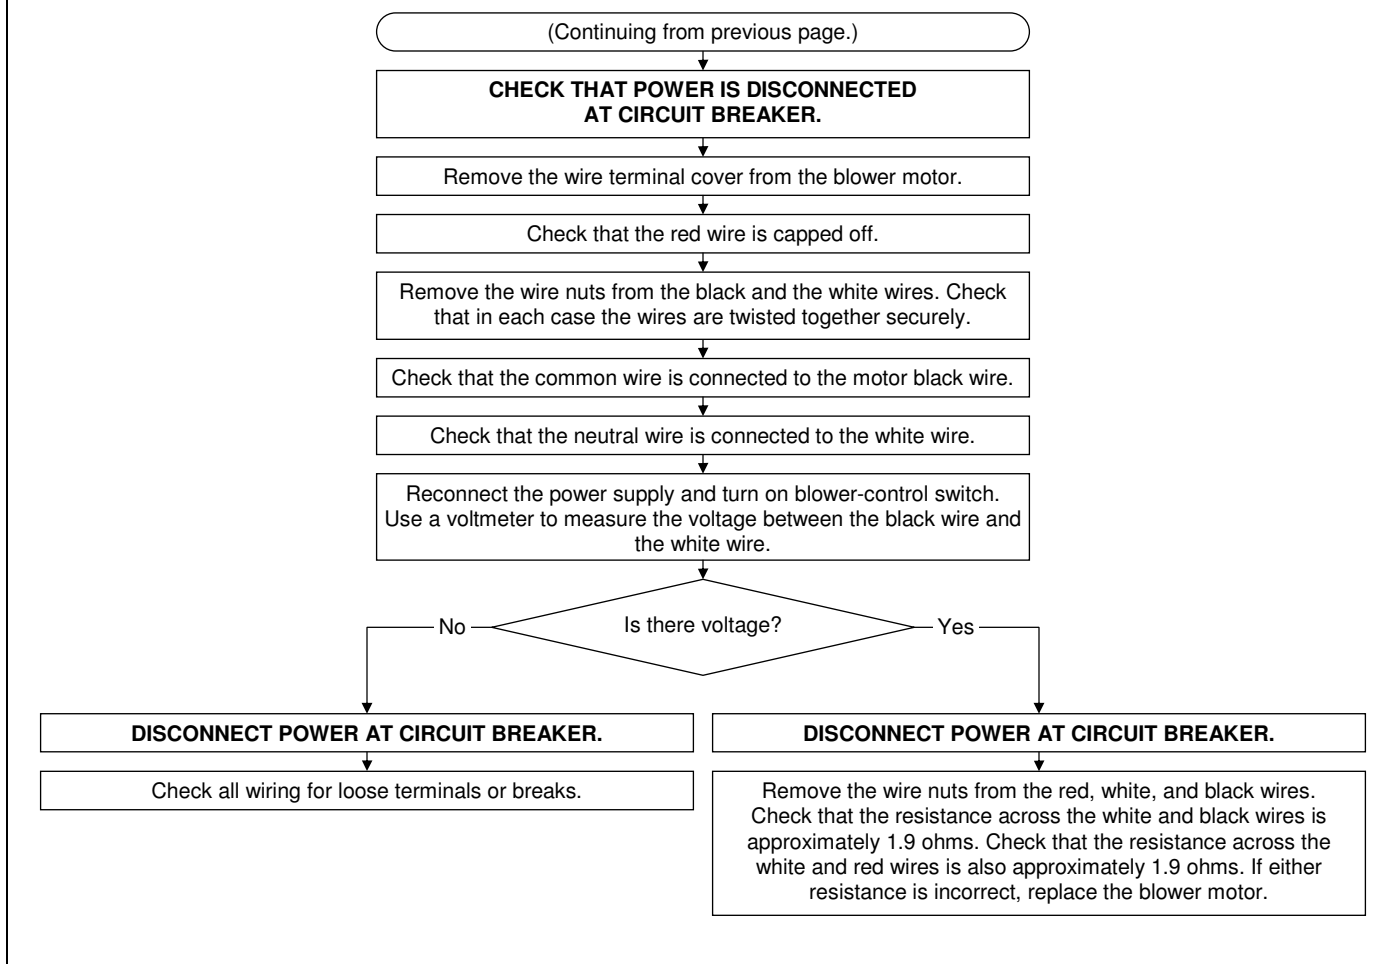 (Continuing from previous page.)
CHECK THAT POWER IS DISCONNECTED
AT CIRCUIT BREAKER.
Remove the wire terminal cover from the blower motor.
Check that the red wire is capped off.
Remove the wire nuts from the black and the white wires. Check
that in each case the wires are twisted together securely.
Check that the common wire is connected to the motor black wire.
Check that the neutral wire is connected to the white wire.
Reconnect the power supply and turn on blower-control switch.
Use a voltmeter to measure the voltage between the black wire and
the white wire.
Is there voltage?
No
Yes
DISCONNECT POWER AT CIRCUIT BREAKER.
Check all wiring for loose terminals or breaks.
DISCONNECT POWER AT CIRCUIT BREAKER.
Remove the wire nuts from the red, white, and black wires.
Check that the resistance across the white and black wires is
approximately 1.9 ohms. Check that the resistance across the
white and red wires is also approximately 1.9 ohms. If either
resistance is incorrect, replace the blower motor.